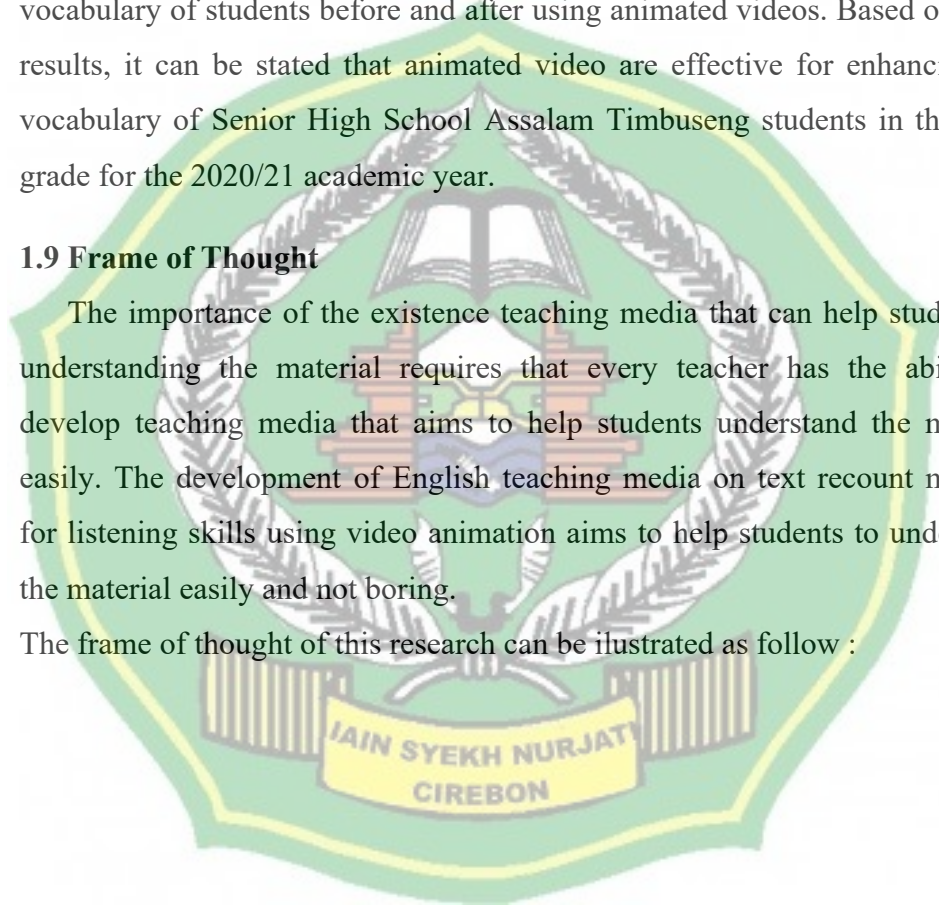 vocabulary of students before and after using animated videos. Based o
results, it can be stated that animated video are effective for enhanci
vocabulary of Senior High School Assalam Timbuseng students in th
grade for the 2020/21 academic year.
1.9 Frame of Thought
The importance of the existence teaching media that can help stud
understanding the material requires that every teacher has the abi
develop teaching media that aims to help students understand the m
easily. The development of English teaching media on text recount m
for listening skills using video animation aims to help students to und
the material easily and not boring.
The frame of thought of this research can be ilustrated as follow :
IAIN SYEKH NURJATI
CIREBON